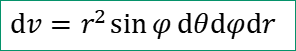 dv = r² sin φ dθdφdr